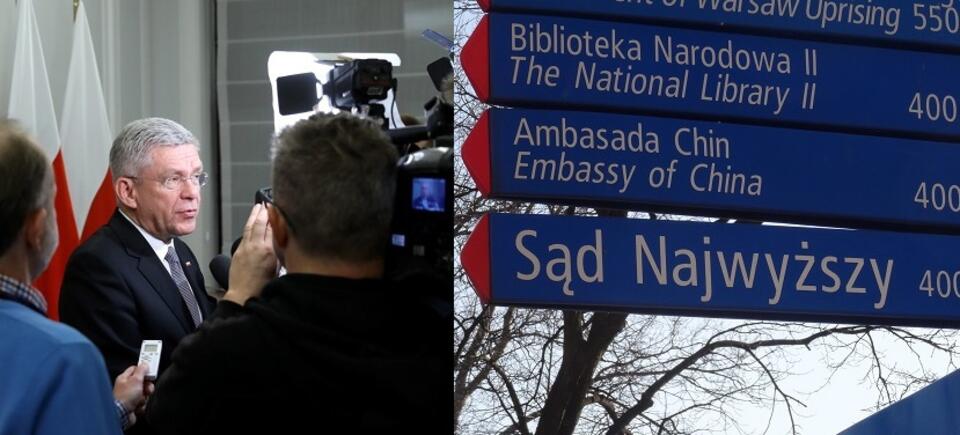 of Warsaw Uprising 550
Biblioteka Narodowa II
The National Library II 400
Ambasada Chin
Embassy of China 400
Sąd Najwyższy 400